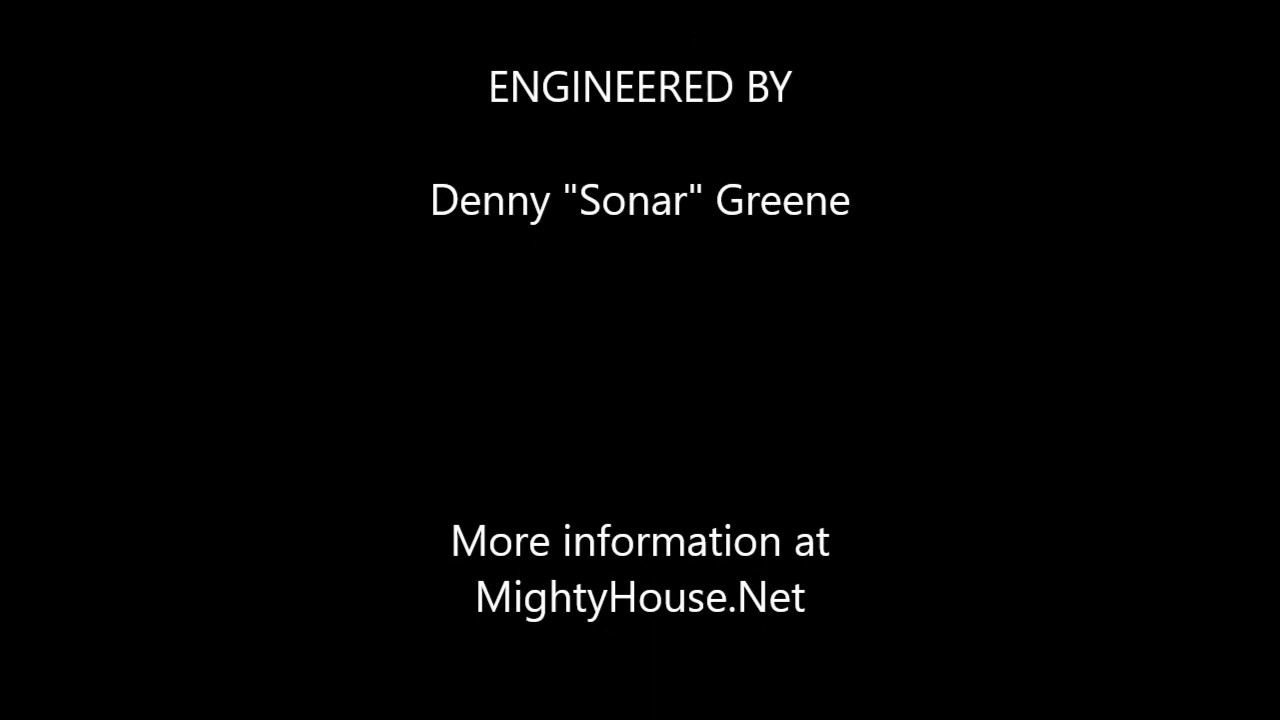 ENGINEERED BY
Denny "Sonar" Greene
More information at
MightyHouse.Net